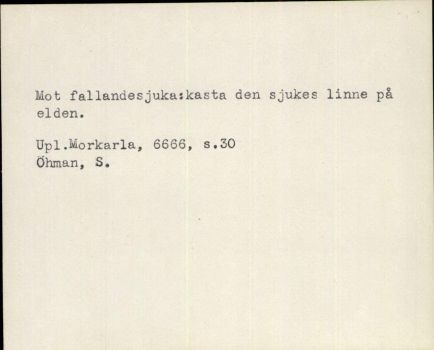 Mot fallandesjuka:kasta den sjukes linne på
elden.
Upl.Morkarla, 6666, s.30
Öhman, S.